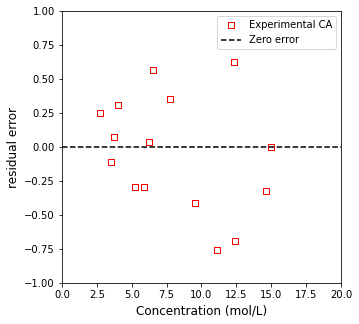 1.00
Experimental CA
Zero error
0.75
0.50
0.25
0.00
−0.25
−0.50
−0.75
−1.00
residual error
0.0 2.5 5.0 7.5 10.0 12.5 15.0 17.5 20.0
Concentration (mol/L)